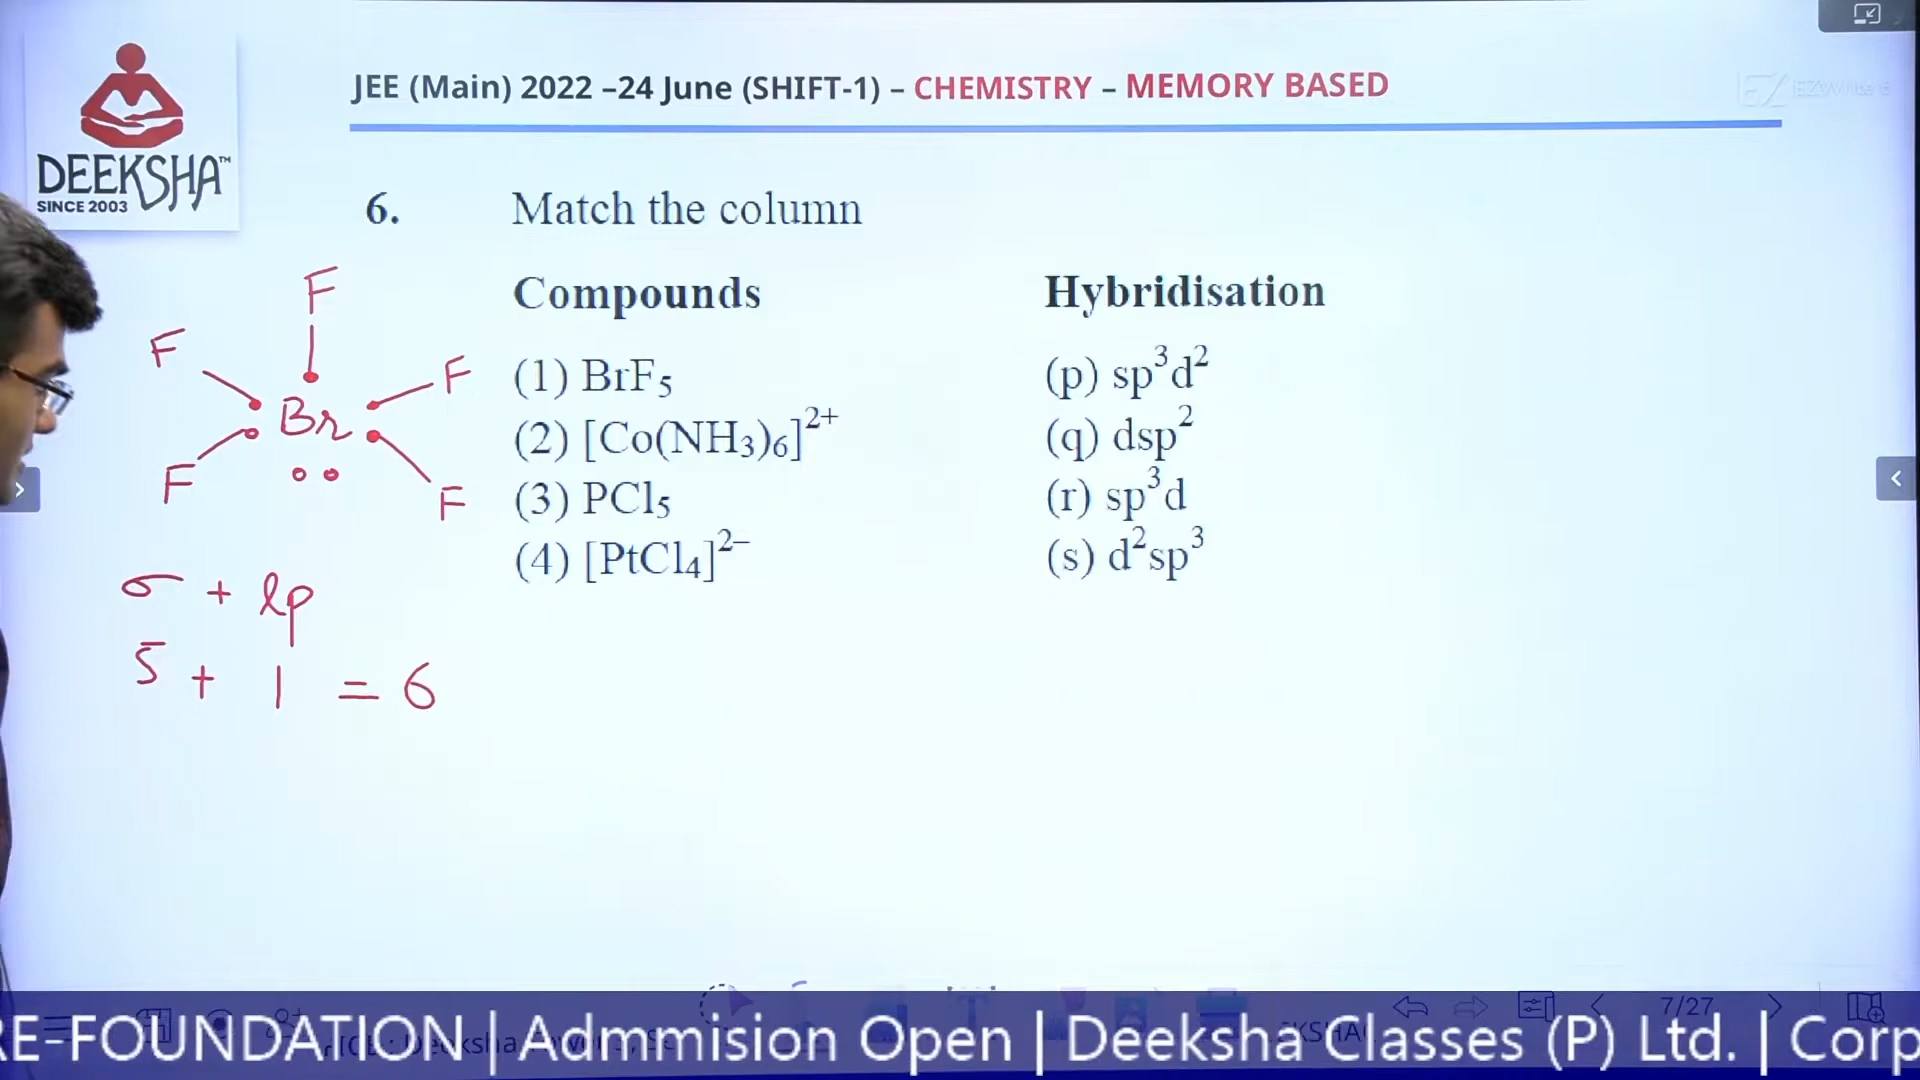 DEEKSHA™
SINCE 2003
JEE (Main) 2022 –24 June (SHIFT-1) – CHEMISTRY – MEMORY BASED
6. Match the column
Compounds Hybridisation
(1) BrF₅ (p) sp³d²
(2) [Co(NH₃)₆]²⁺ (q) dsp²
(3) PCl₅ (r) sp³d
(4) [PtCl₄]²⁻ (s) d²sp³
F
F F
Br
F F
σ + lp
5 + 1 = 6
7/27
RE-FOUNDATION | Admmision Open | Deeksha Classes (P) Ltd. | Corp